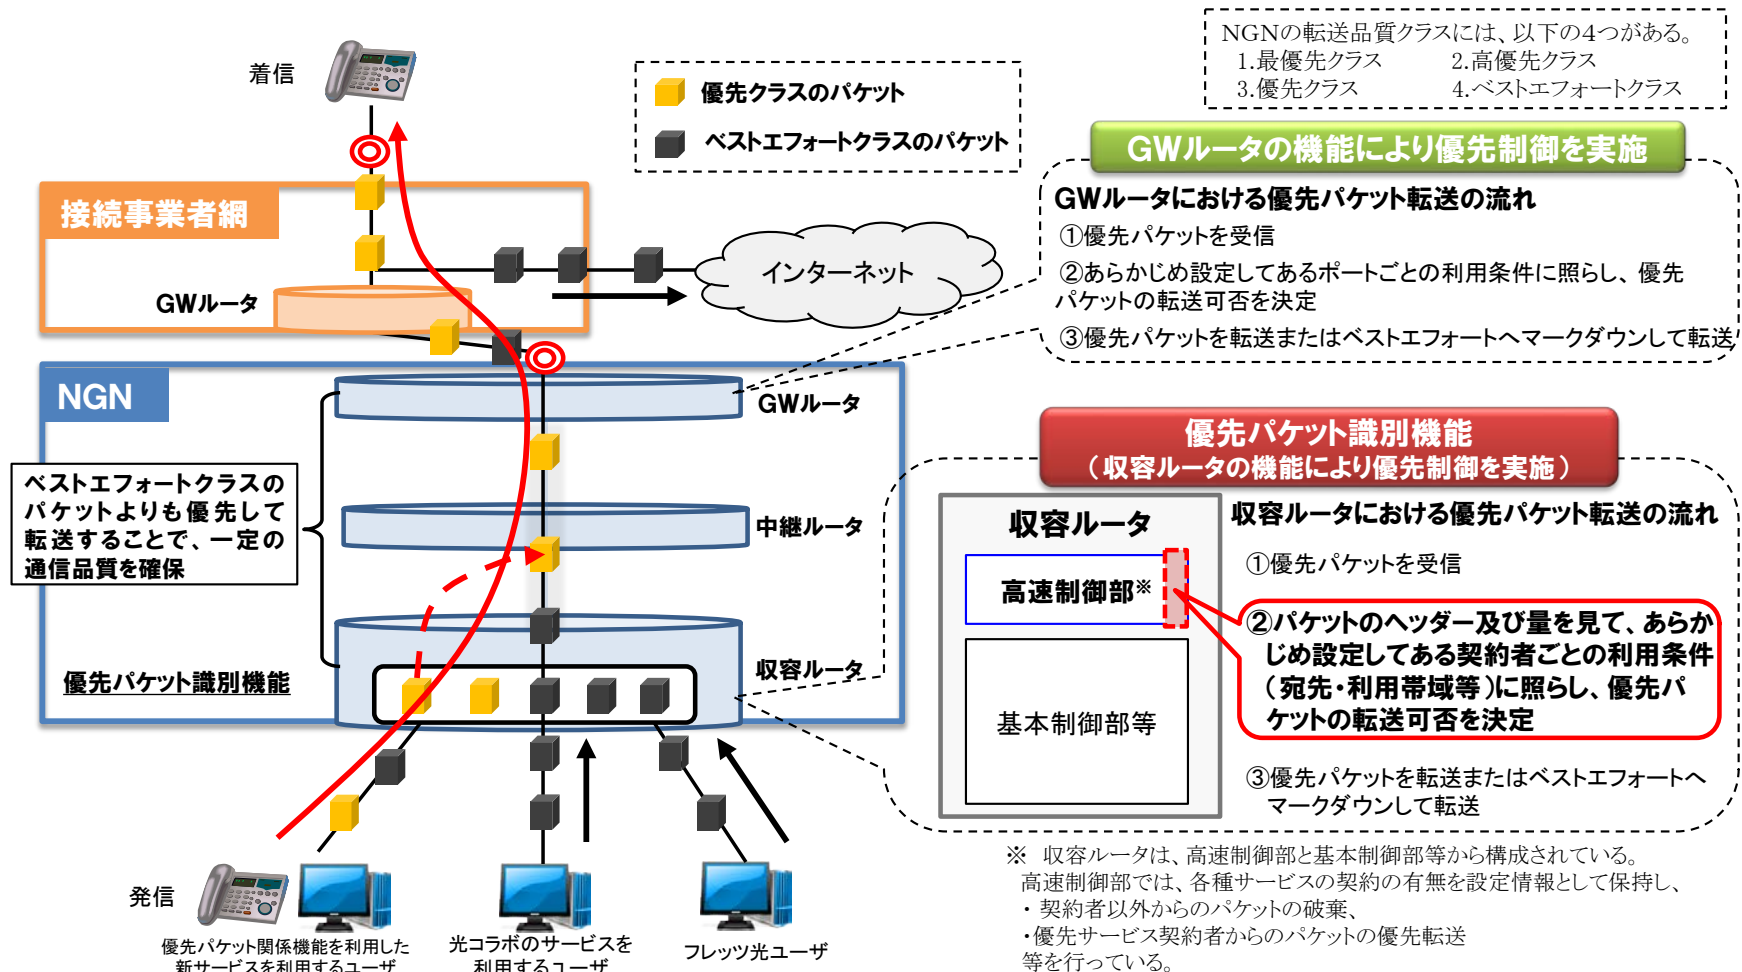 NGNの転送品質クラスには、以下の4つがある。
1.最優先クラス 2.高優先クラス
3.優先クラス 4.ベストエフォートクラス
着信
優先クラスのパケット
ベストエフォートクラスのパケット
GWルータの機能により優先制御を実施
GWルータにおける優先パケット転送の流れ
①優先パケットを受信
②あらかじめ設定してあるポートごとの利用条件に照らし、優先
パケットの転送可否を決定
③優先パケットを転送またはベストエフォートへマークダウンして転送
接続事業者網
インターネット
GWルータ
NGN
GWルータ
ベストエフォートクラスの
パケットよりも優先して
転送することで、一定の
通信品質を確保
中継ルータ
収容ルータ
優先パケット識別機能
優先パケット識別機能
(収容ルータの機能により優先制御を実施)
収容ルータ
高速制御部※
基本制御部等
収容ルータにおける優先パケット転送の流れ
①優先パケットを受信
②パケットのヘッダー及び量を見て、あらか
じめ設定してある契約者ごとの利用条件
(宛先・利用帯域等)に照らし、優先パ
ケットの転送可否を決定
③優先パケットを転送またはベストエフォートへ
マークダウンして転送
※ 収容ルータは、高速制御部と基本制御部等から構成されている。
高速制御部では、各種サービスの契約の有無を設定情報として保持し、
・ 契約者以外からのパケットの破棄、
・優先サービス契約者からのパケットの優先転送
等を行っている。
発信
優先パケット関係機能を利用した
新サービスを利用するユーザ
光コラボのサービスを
利用するユーザ
フレッツ光ユーザ